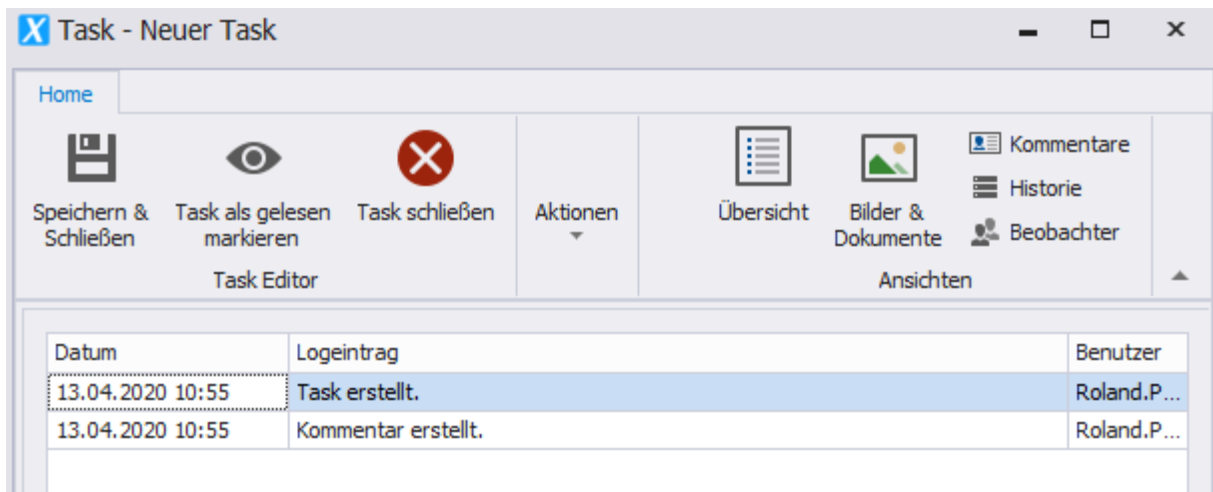 Task - Neuer Task
Home
Speichern & Schließen
Task als gelesen markieren
Task schließen
Aktionen
Übersicht
Bilder & Dokumente
Kommentare
Historie
Beobachter
Task Editor
Ansichten
Datum Logeintrag Benutzer
13.04.2020 10:55 Task erstellt. Roland.P...
13.04.2020 10:55 Kommentar erstellt. Roland.P...